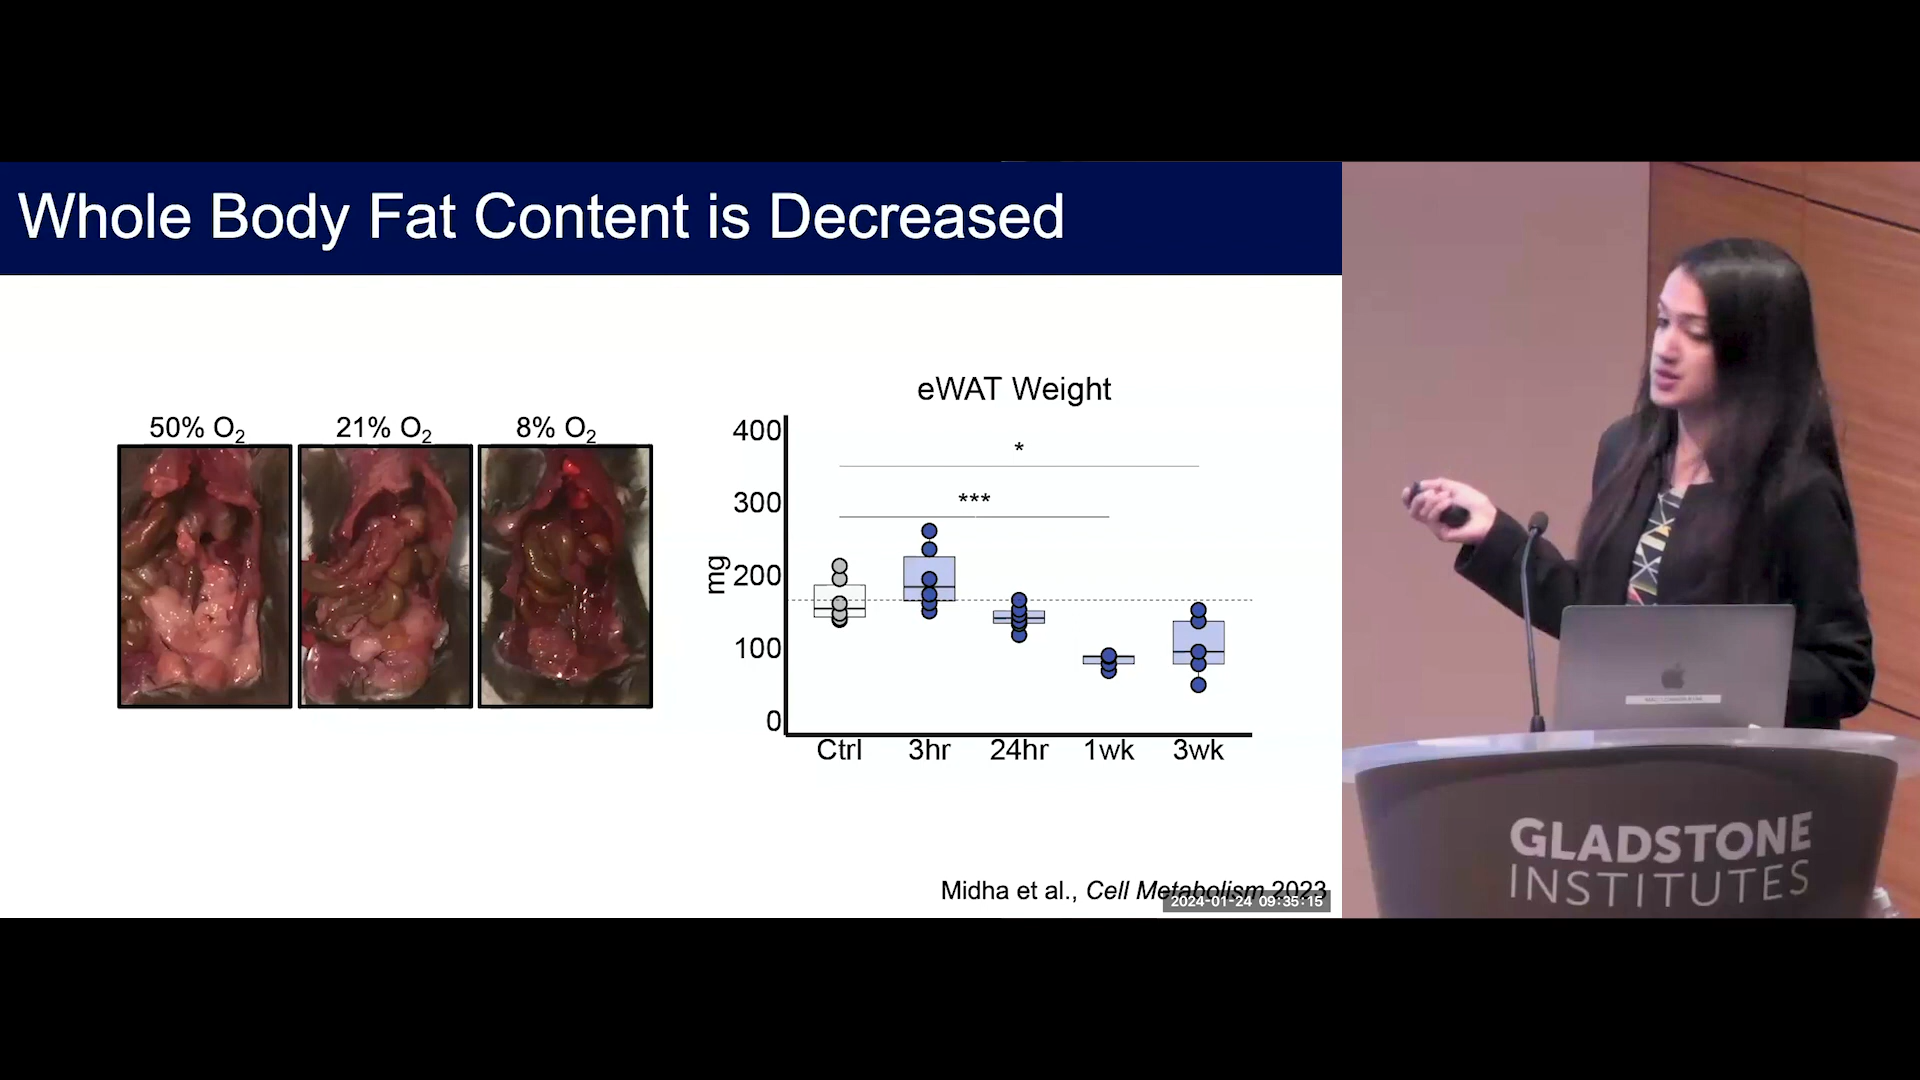 Whole Body Fat Content is Decreased
50% O₂
21% O₂
8% O₂
eWAT Weight
400
300
200
100
0
mg
*
***
Ctrl
3hr
24hr
1wk
3wk
Midha et al., Cell Metabolism 2023
2024-01-24 09:35:15
GLADSTONE
INSTITUTES